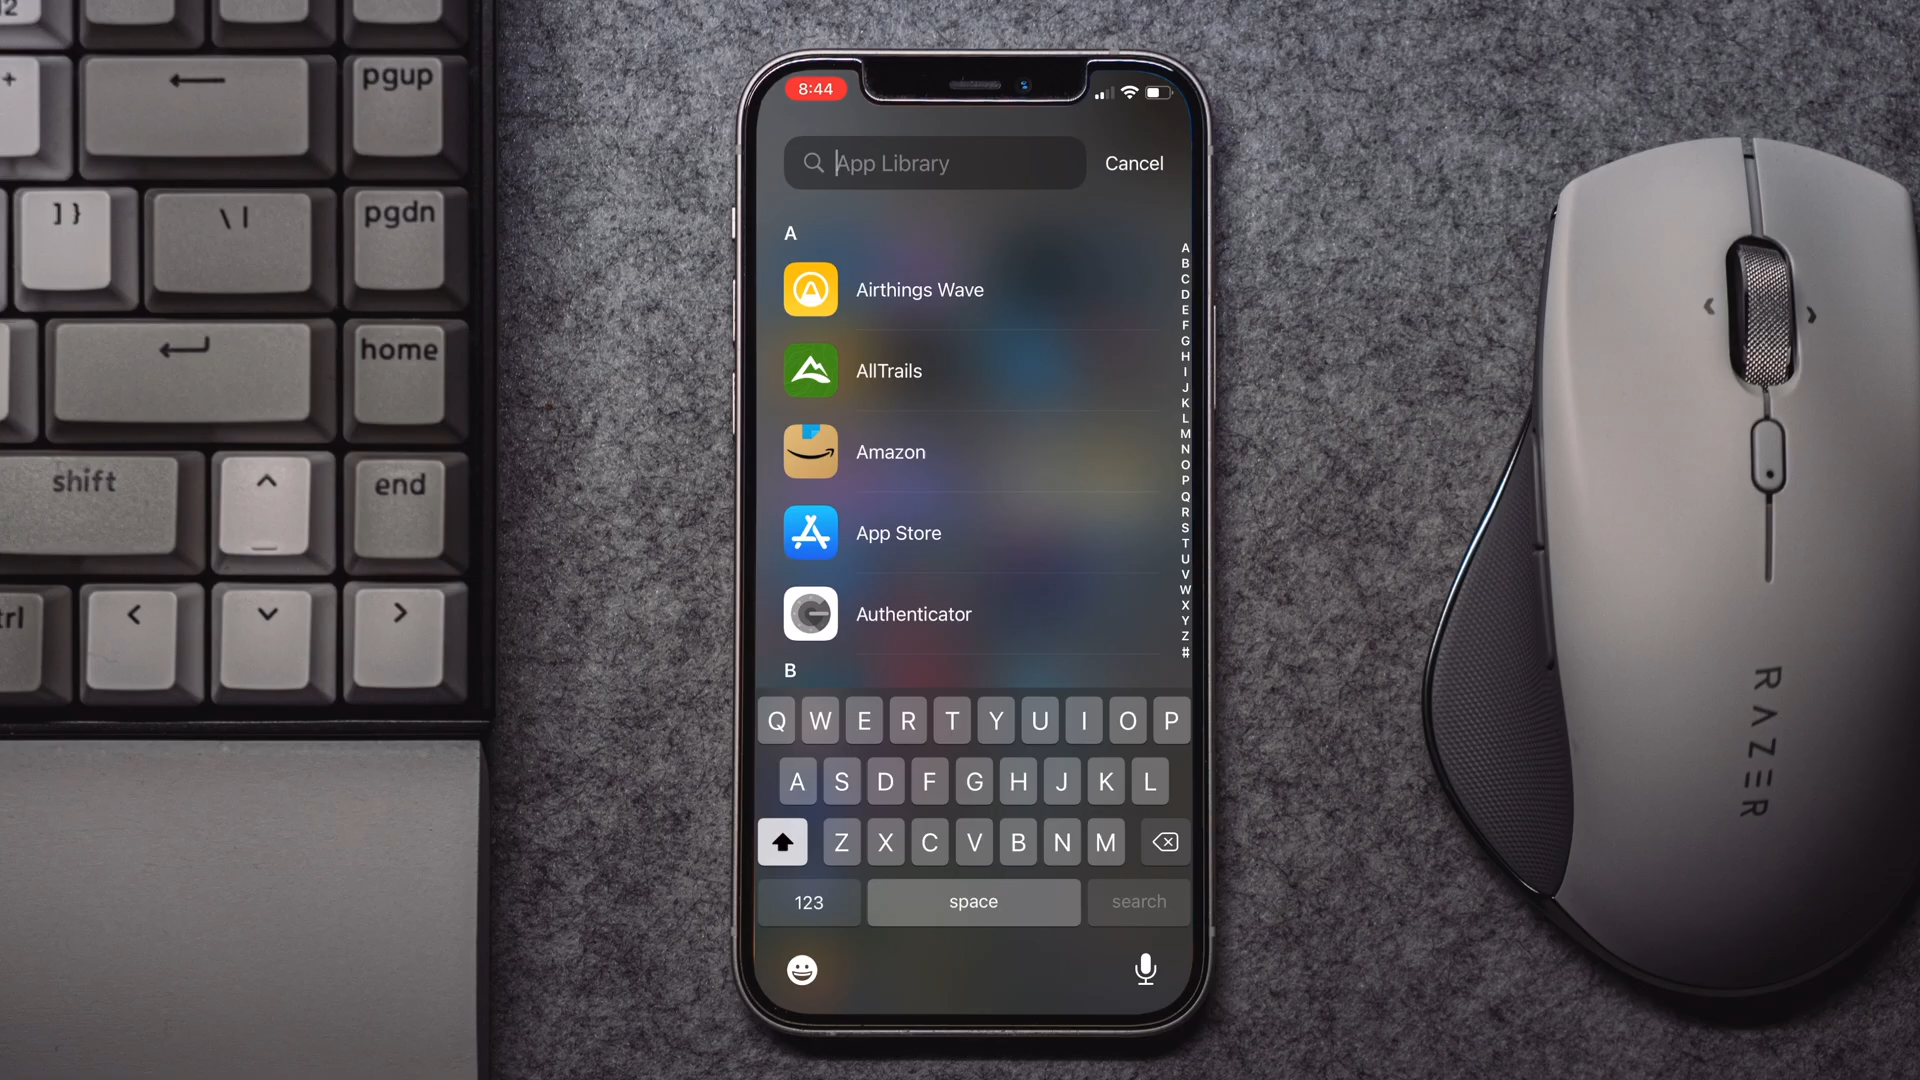 2
+
pgup
] }
\ |
pgdn
home
shift
end
rl
8:44
App Library
Cancel
A
Airthings Wave
AllTrails
Amazon
App Store
Authenticator
B
A
B
C
D
E
F
G
H
I
J
K
L
M
N
O
P
Q
R
S
T
U
V
W
X
Y
Z
#
Q W E R T Y U I O P
A S D F G H J K L
Z X C V B N M
123 space search
RAZER